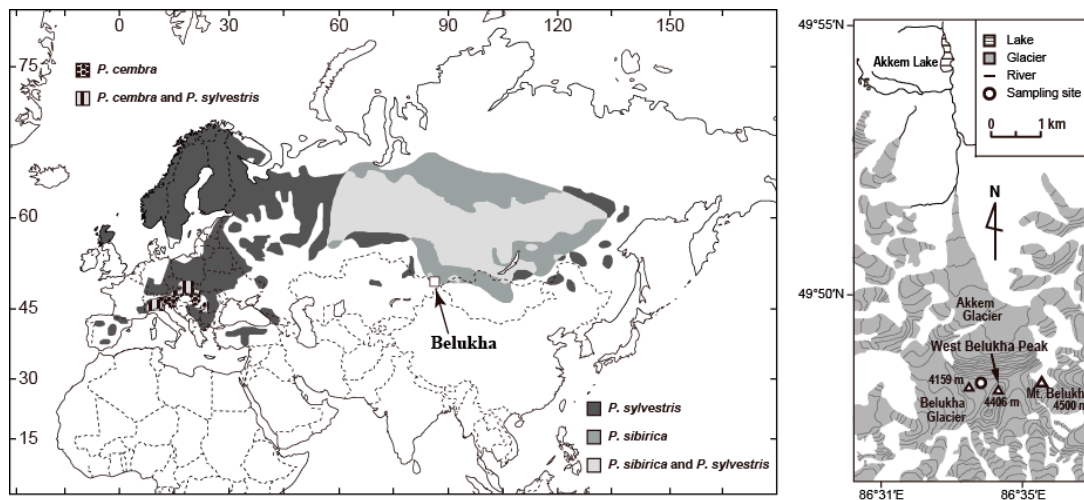 0 30 60 90 120 150
75
60
45
30
15
P. cembra
P. cembra and P. sylvestris
Belukha
P. sylvestris
P. sibirica
P. sibirica and P. sylvestris
49°55'N
49°50'N
Lake
Glacier
River
Sampling site
0 1 km
Akkem Lake
N
Akkem
Glacier
West Belukha Peak
4159 m
Belukha
Glacier
4406 m
Mt. Belukha
4500 m
86°31'E 86°35'E